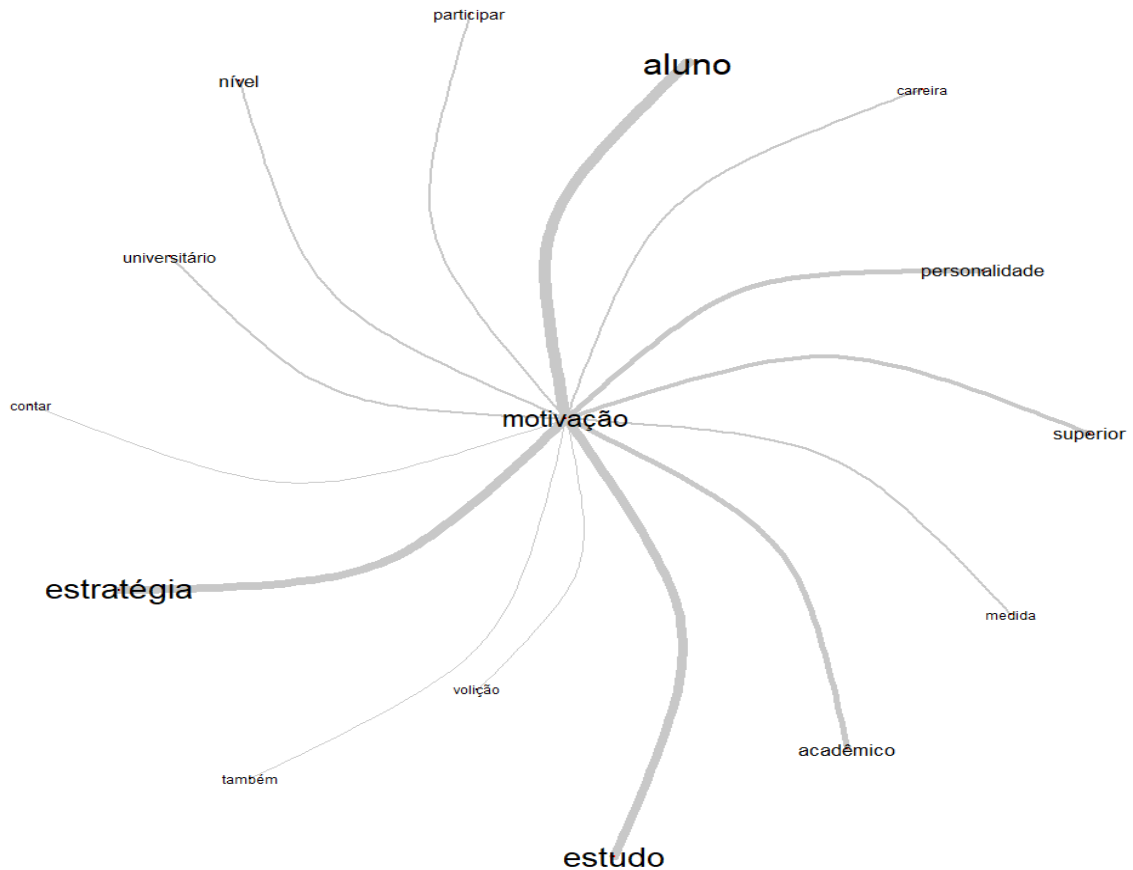 participar
aluno
nível
carreira
universitário
personalidade
contar
motivação
superior
estratégia
medida
volição
acadêmico
também
estudo